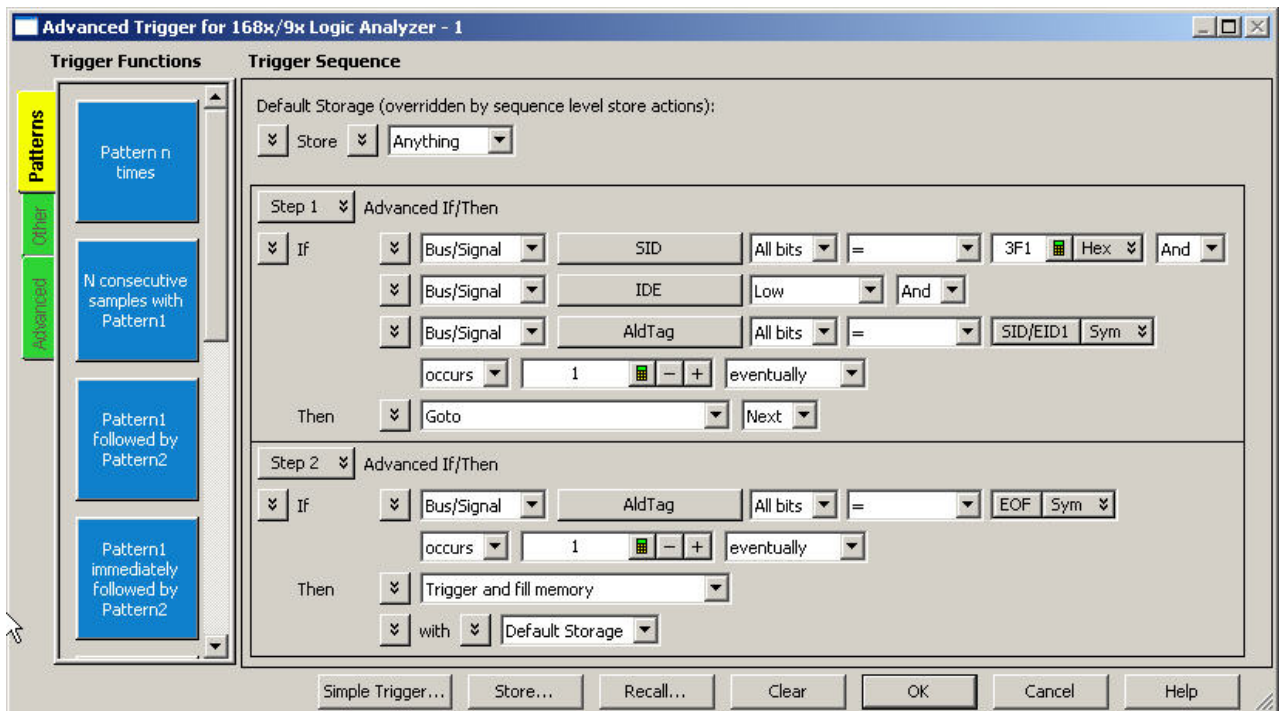 Advanced Trigger for 168x/9x Logic Analyzer - 1
Trigger Functions
Trigger Sequence
Patterns
Other
Advanced
Pattern n
times
N consecutive
samples with
Pattern1
Pattern1
followed by
Pattern2
Pattern1
immediately
followed by
Pattern2
Default Storage (overridden by sequence level store actions):
Store Anything
Step 1 Advanced If/Then
If Bus/Signal SID All bits = 3F1 Hex And
Bus/Signal IDE Low And
Bus/Signal AldTag All bits = SID/EID1 Sym
occurs 1 - + eventually
Then Goto Next
Step 2 Advanced If/Then
If Bus/Signal AldTag All bits = EOF Sym
occurs 1 - + eventually
Then Trigger and fill memory
with Default Storage
Simple Trigger... Store... Recall... Clear OK Cancel Help